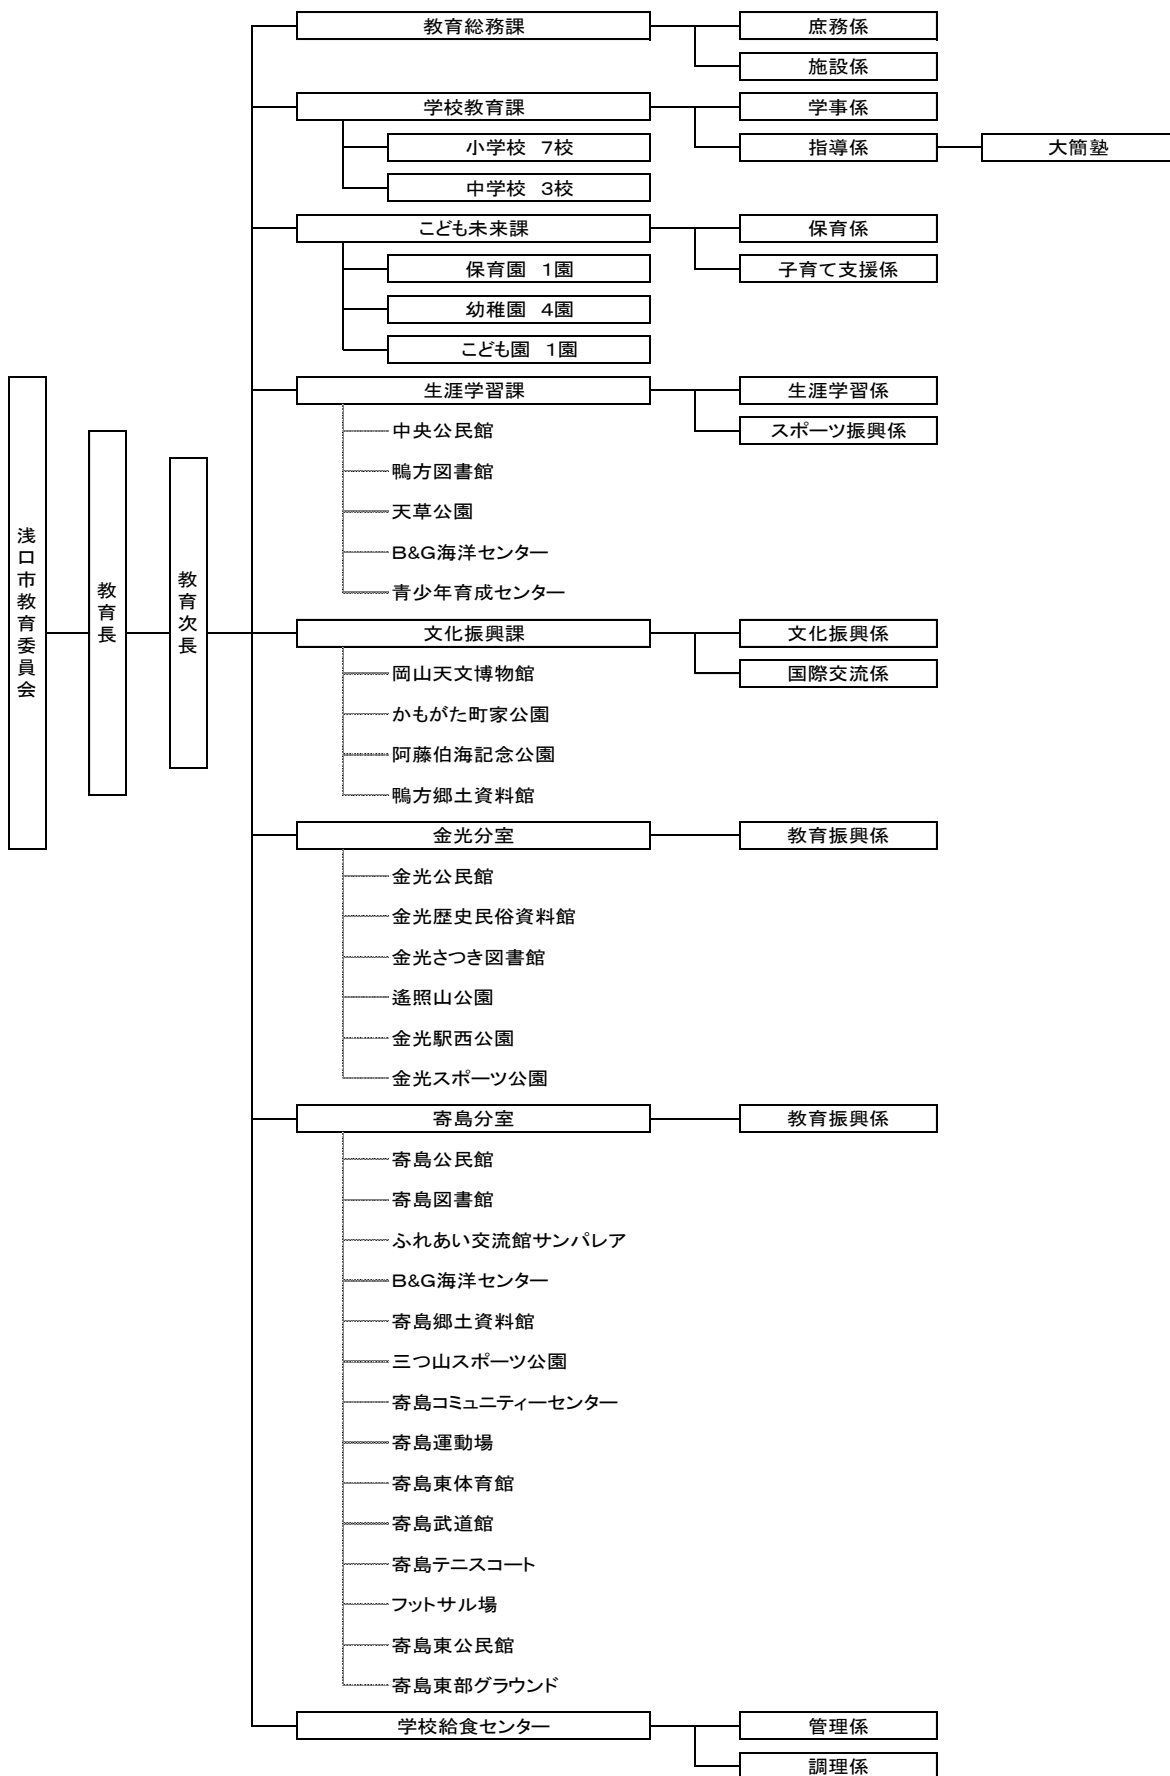 浅口市教育委員会
教育長
教育次長
教育総務課
庶務係
施設係
学校教育課
学事係
小学校 7校
指導係
大簡塾
中学校 3校
こども未来課
保育係
保育園 1園
子育て支援係
幼稚園 4園
こども園 1園
生涯学習課
生涯学習係
中央公民館
スポーツ振興係
鴨方図書館
天草公園
B&G海洋センター
青少年育成センター
文化振興課
文化振興係
岡山天文博物館
国際交流係
かもがた町家公園
阿藤伯海記念公園
鴨方郷土資料館
金光分室
教育振興係
金光公民館
金光歴史民俗資料館
金光さつき図書館
遙照山公園
金光駅西公園
金光スポーツ公園
寄島分室
教育振興係
寄島公民館
寄島図書館
ふれあい交流館サンパレア
B&G海洋センター
寄島郷土資料館
三つ山スポーツ公園
寄島コミュニティーセンター
寄島運動場
寄島東体育館
寄島武道館
寄島テニスコート
フットサル場
寄島東公民館
寄島東部グラウンド
学校給食センター
管理係
調理係